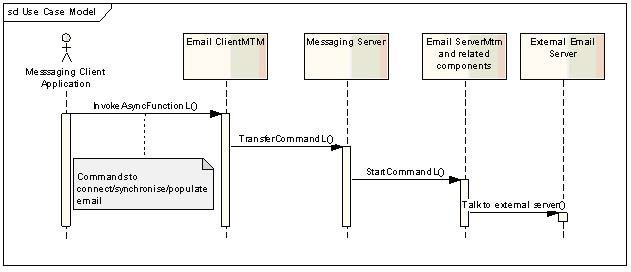 sd Use Case Model
Messsaging Client
Application
Email ClientMTM
Messaging Server
Email ServerMtm
and related
components
External Email
Server
InvokeAsyncFunctionL()
TransferCommandL()
StartCommandL()
Talk to external server()
Commands to
connect/synchronise/populate
email